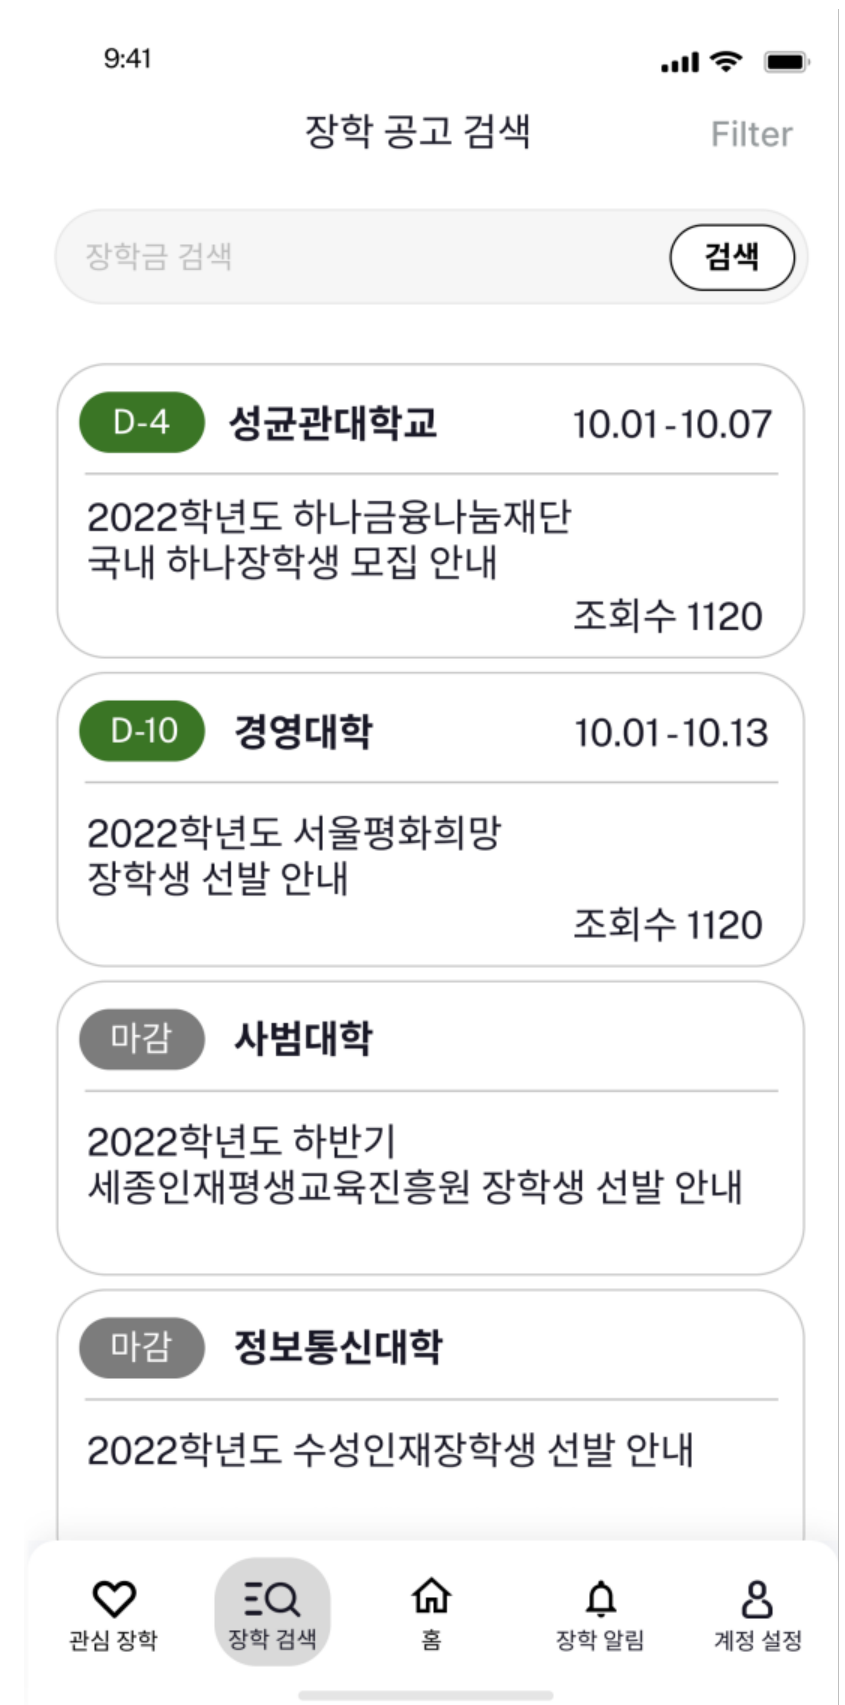 9:41
장학 공고 검색 Filter
장학금 검색 검색
D-4 성균관대학교 10.01-10.07
2022학년도 하나금융나눔재단
국내 하나장학생 모집 안내
조회수 1120
D-10 경영대학 10.01-10.13
2022학년도 서울평화희망
장학생 선발 안내
조회수 1120
마감 사범대학
2022학년도 하반기
세종인재평생교육진흥원 장학생 선발 안내
마감 정보통신대학
2022학년도 수성인재장학생 선발 안내
관심 장학 장학 검색 홈 장학 알림 계정 설정